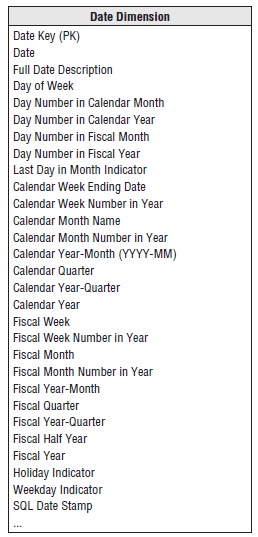 Date Dimension
Date Key (PK)
Date
Full Date Description
Day of Week
Day Number in Calendar Month
Day Number in Calendar Year
Day Number in Fiscal Month
Day Number in Fiscal Year
Last Day in Month Indicator
Calendar Week Ending Date
Calendar Week Number in Year
Calendar Month Name
Calendar Month Number in Year
Calendar Year-Month (YYYY-MM)
Calendar Quarter
Calendar Year-Quarter
Calendar Year
Fiscal Week
Fiscal Week Number in Year
Fiscal Month
Fiscal Month Number in Year
Fiscal Year-Month
Fiscal Quarter
Fiscal Year-Quarter
Fiscal Half Year
Fiscal Year
Holiday Indicator
Weekday Indicator
SQL Date Stamp
...